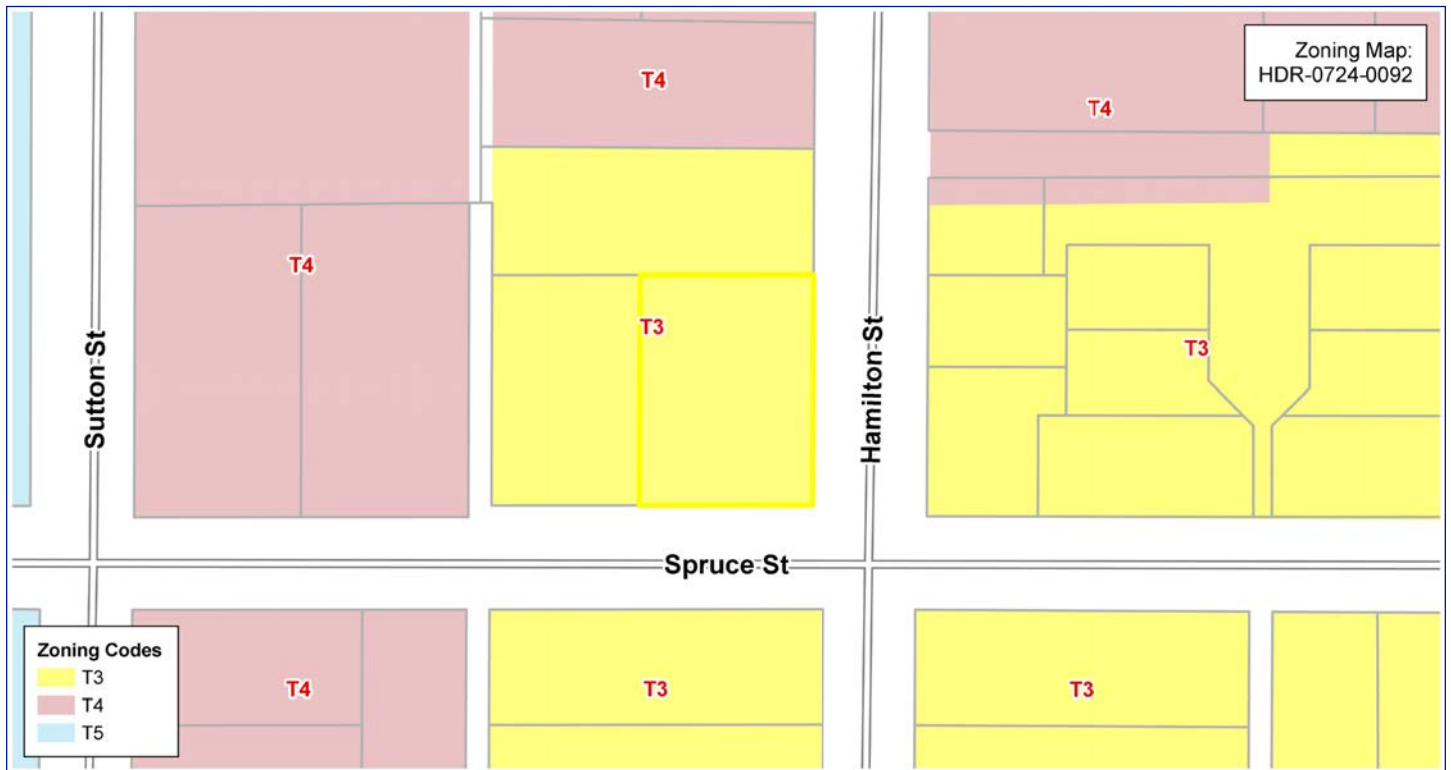 Zoning Map:
HDR-0724-0092
T4
T4
T4
T3
T3
Sutton St
Hamilton St
Spruce St
T4
T3
T3
Zoning Codes
T3
T4
T5